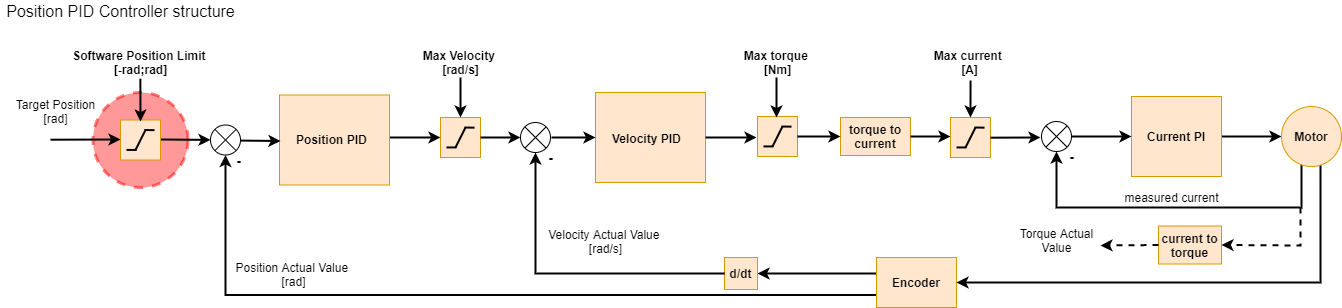 Position PID Controller structure
Software Position Limit
[-rad;rad]
Max Velocity
[rad/s]
Max torque
[Nm]
Max current
[A]
Target Position
[rad]
Position PID
Velocity PID
torque to
current
Current PI
Motor
-
-
-
measured current
Velocity Actual Value
[rad/s]
Torque Actual
Value
current to
torque
Position Actual Value
[rad]
d/dt
Encoder